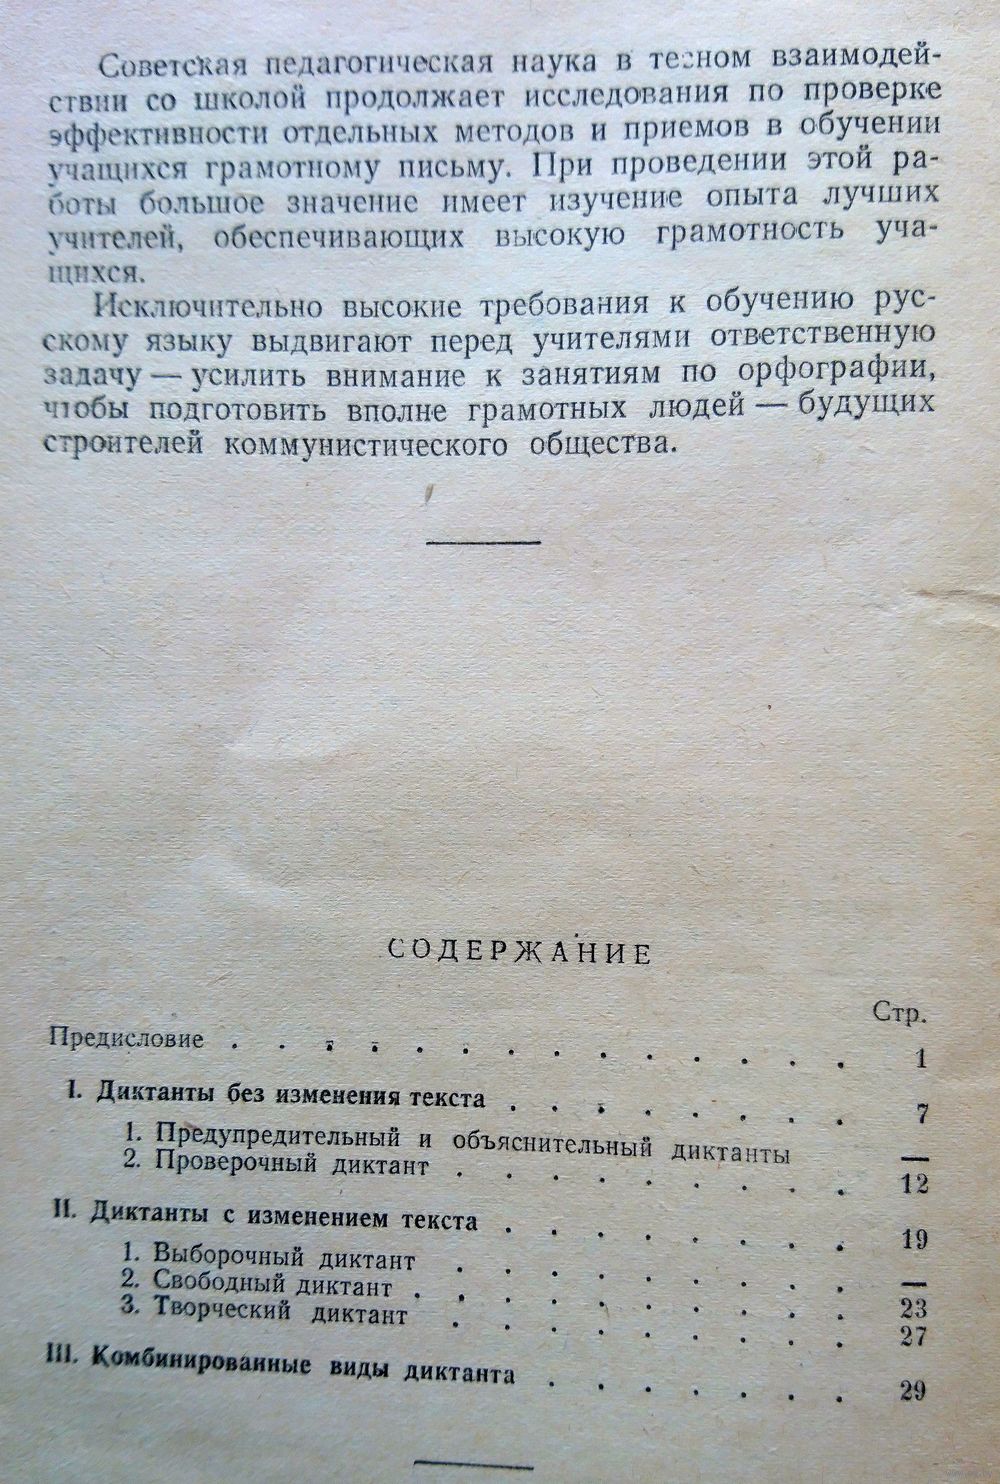 Советская педагогическая наука в тесном взаимодей-
ствии со школой продолжает исследования по проверке
эффективности отдельных методов и приемов в обучении
учащихся грамотному письму. При проведении этой ра-
боты большое значение имеет изучение опыта лучших
учителей, обеспечивающих высокую грамотность уча-
щихся.
Исключительно высокие требования к обучению рус-
скому языку выдвигают перед учителями ответственную
задачу — усилить внимание к занятиям по орфографии,
чтобы подготовить вполне грамотных людей — будущих
строителей коммунистического общества.
СОДЕРЖАНИЕ
Стр.
Предисловие . . . . . . . . . . . . . . 1
I. Диктанты без изменения текста . . . . . . . . 7
1. Предупредительный и объяснительный диктанты —
2. Проверочный диктант . . . . . . . . . 12
II. Диктанты с изменением текста . . . . . . . . 19
1. Выборочный диктант . . . . . . . . . —
2. Свободный диктант . . . . . . . . . . 23
3. Творческий диктант . . . . . . . . . 27
III. Комбинированные виды диктанта . . . . . . . 29